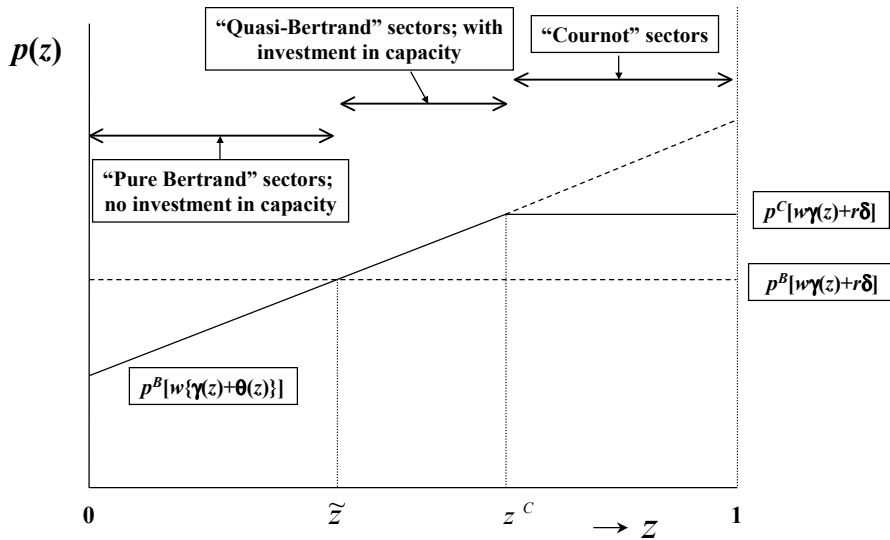 p(z)
“Quasi-Bertrand” sectors; with
investment in capacity
“Cournot” sectors
“Pure Bertrand” sectors;
no investment in capacity
p^C[wγ(z)+rδ]
p^B[wγ(z)+rδ]
p^B[w{γ(z)+θ(z)}]
0
z̃
z^C
→ z
1